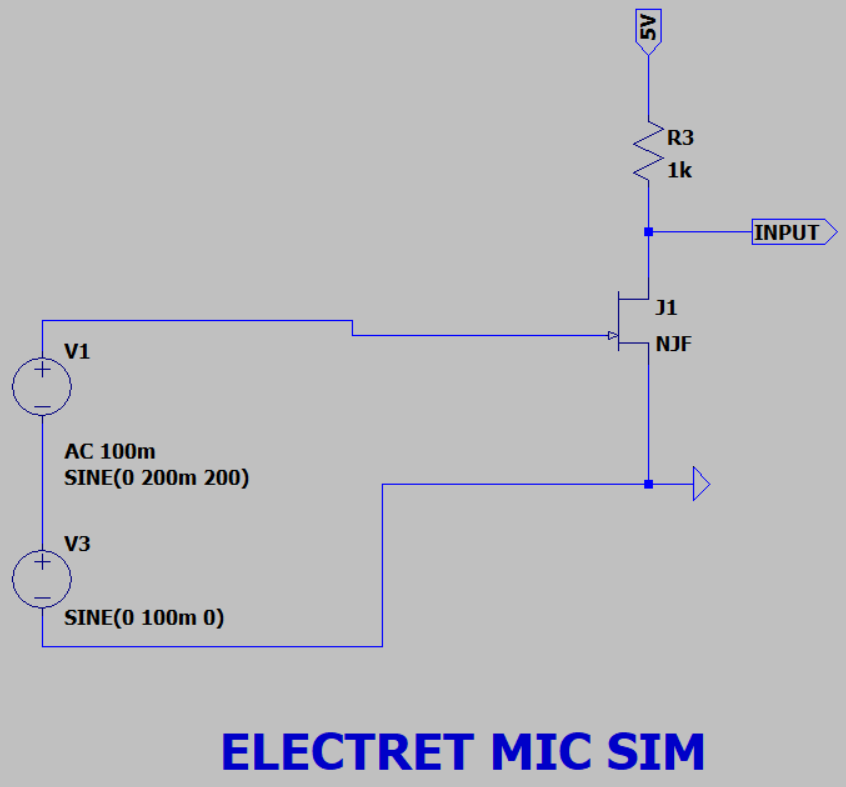 5V
R3
1k
INPUT
J1
NJF
V1
AC 100m
SINE(0 200m 200)
V3
SINE(0 100m 0)
ELECTRET MIC SIM